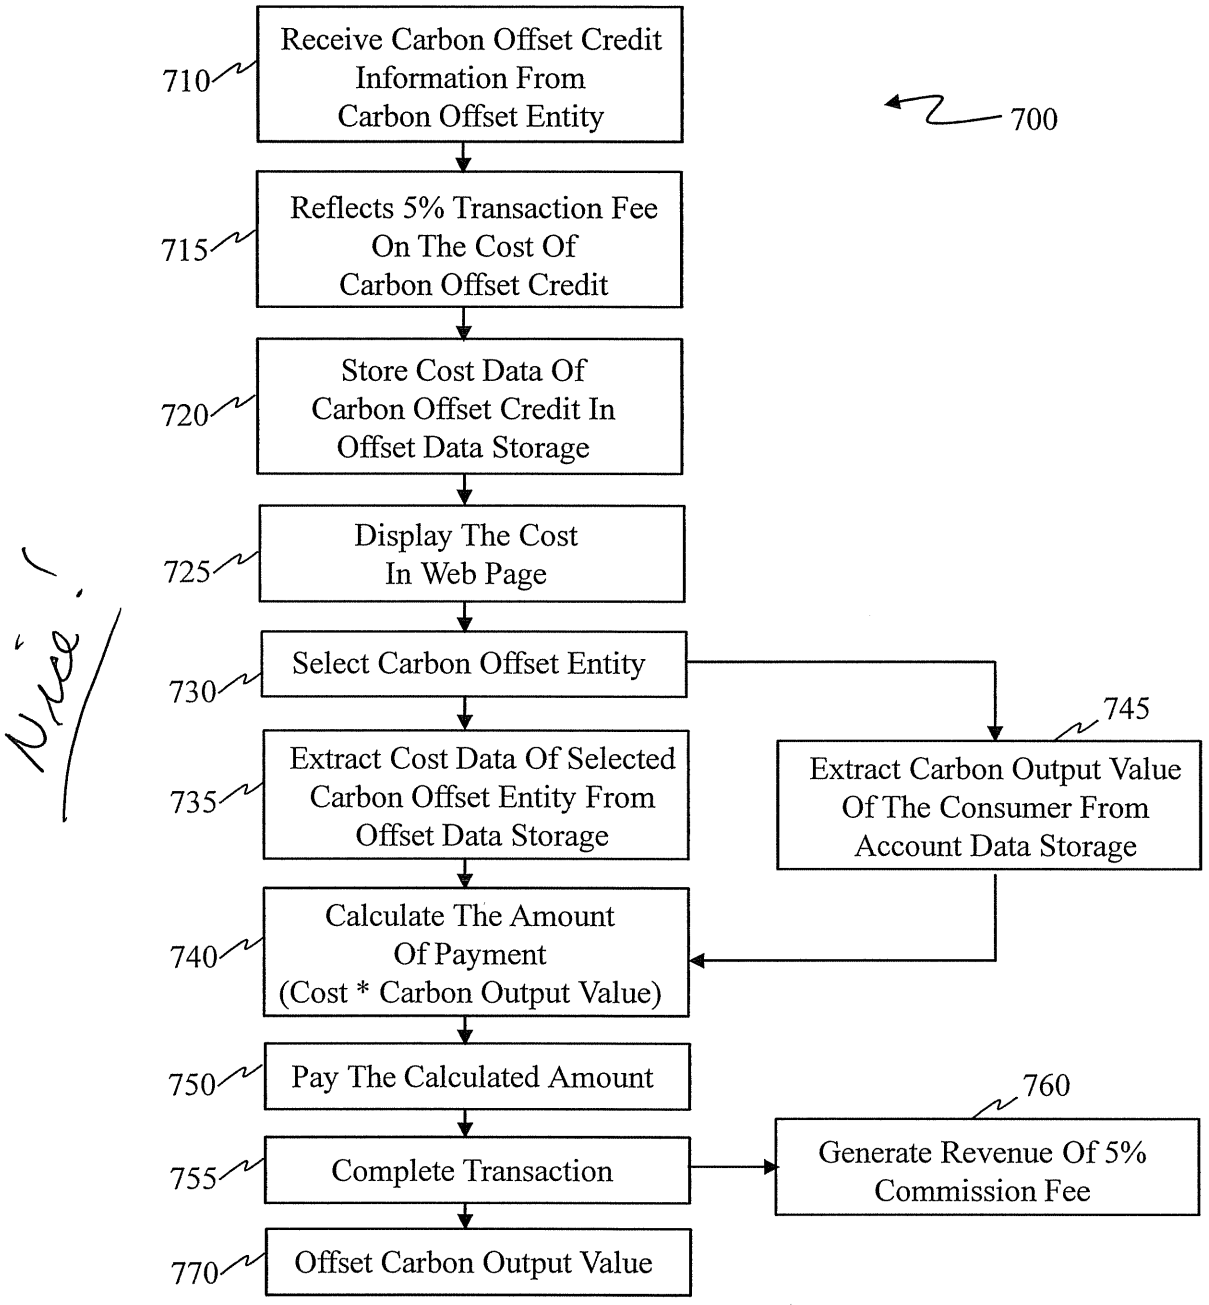 Receive Carbon Offset Credit
Information From
Carbon Offset Entity
710
700
Reflects 5% Transaction Fee
On The Cost Of
Carbon Offset Credit
715
Store Cost Data Of
Carbon Offset Credit In
Offset Data Storage
720
Display The Cost
In Web Page
725
Nice!
Select Carbon Offset Entity
730
745
Extract Cost Data Of Selected
Carbon Offset Entity From
Offset Data Storage
735
Extract Carbon Output Value
Of The Consumer From
Account Data Storage
Calculate The Amount
Of Payment
(Cost * Carbon Output Value)
740
Pay The Calculated Amount
750
760
Complete Transaction
755
Generate Revenue Of 5%
Commission Fee
Offset Carbon Output Value
770